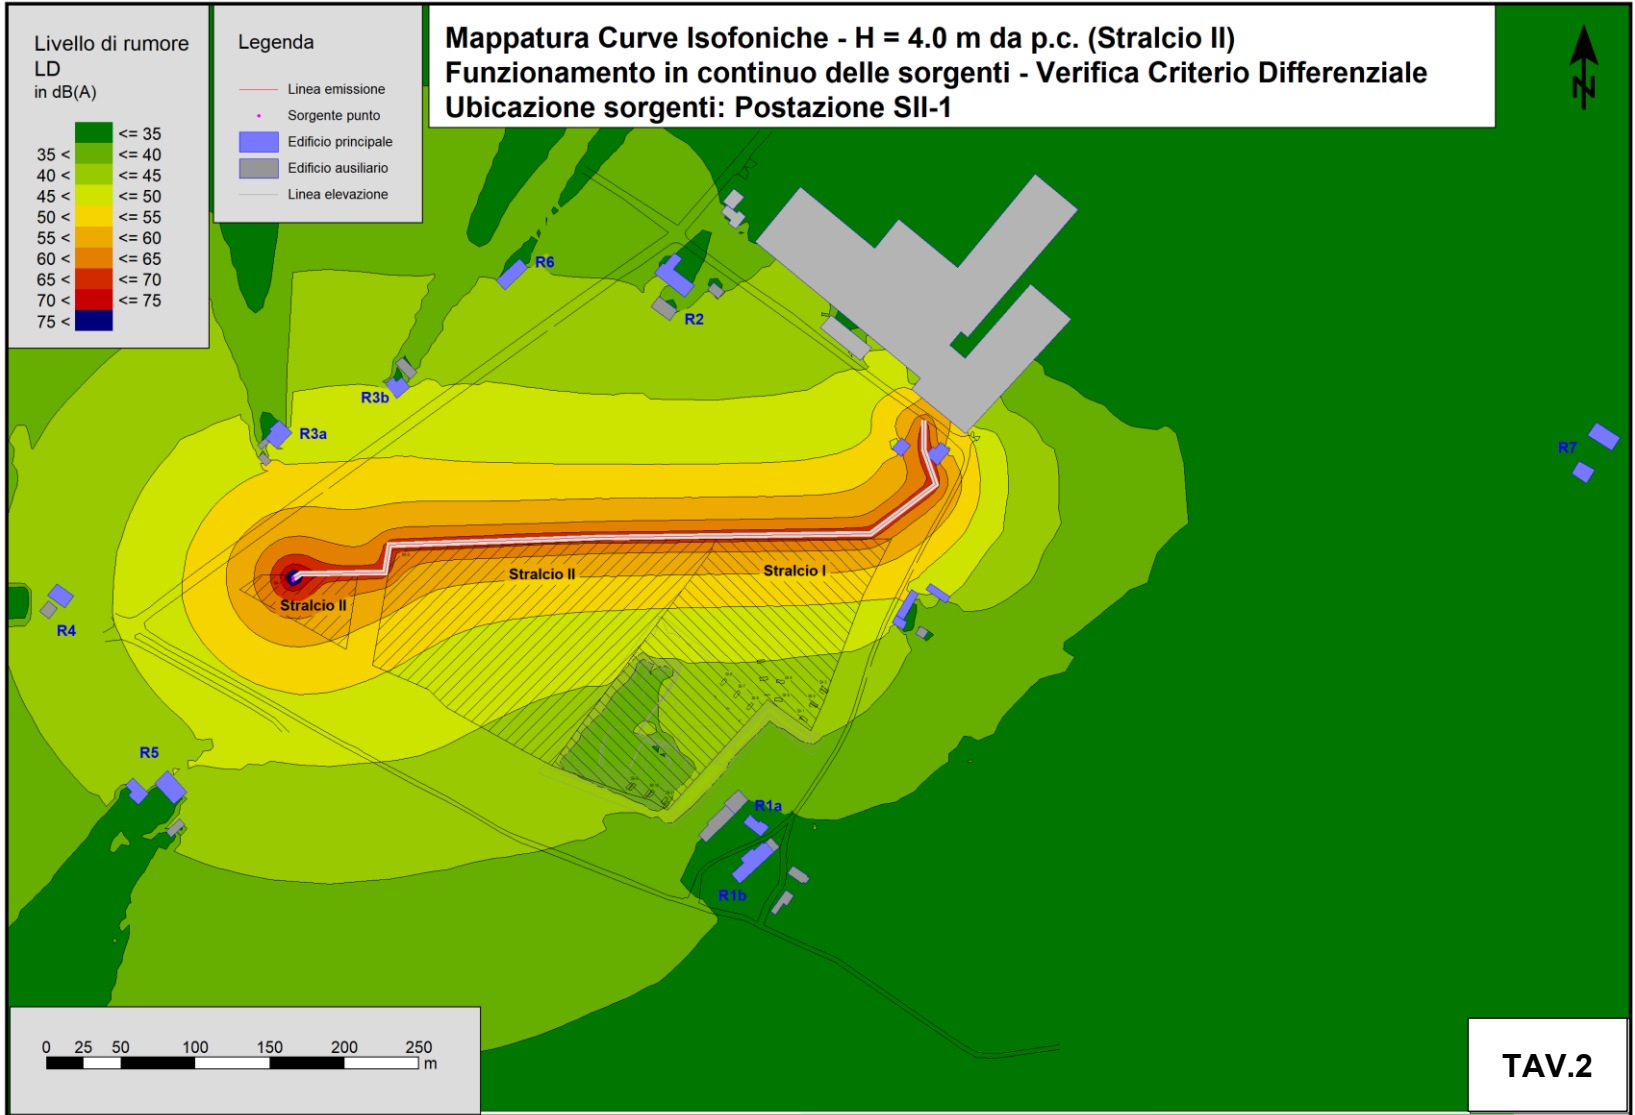 Livello di rumore
LD
in dB(A)
<= 35
35 < <= 40
40 < <= 45
45 < <= 50
50 < <= 55
55 < <= 60
60 < <= 65
65 < <= 70
70 < <= 75
75 <
Legenda
Linea emissione
Sorgente punto
Edificio principale
Edificio ausiliario
Linea elevazione
Mappatura Curve Isofoniche - H = 4.0 m da p.c. (Stralcio II)
Funzionamento in continuo delle sorgenti - Verifica Criterio Differenziale
Ubicazione sorgenti: Postazione SII-1
N
R6
R2
R3b
R3a
R7
Stralcio II
Stralcio I
Stralcio II
R4
R5
R1a
R1b
0 25 50 100 150 200 250
m
TAV.2